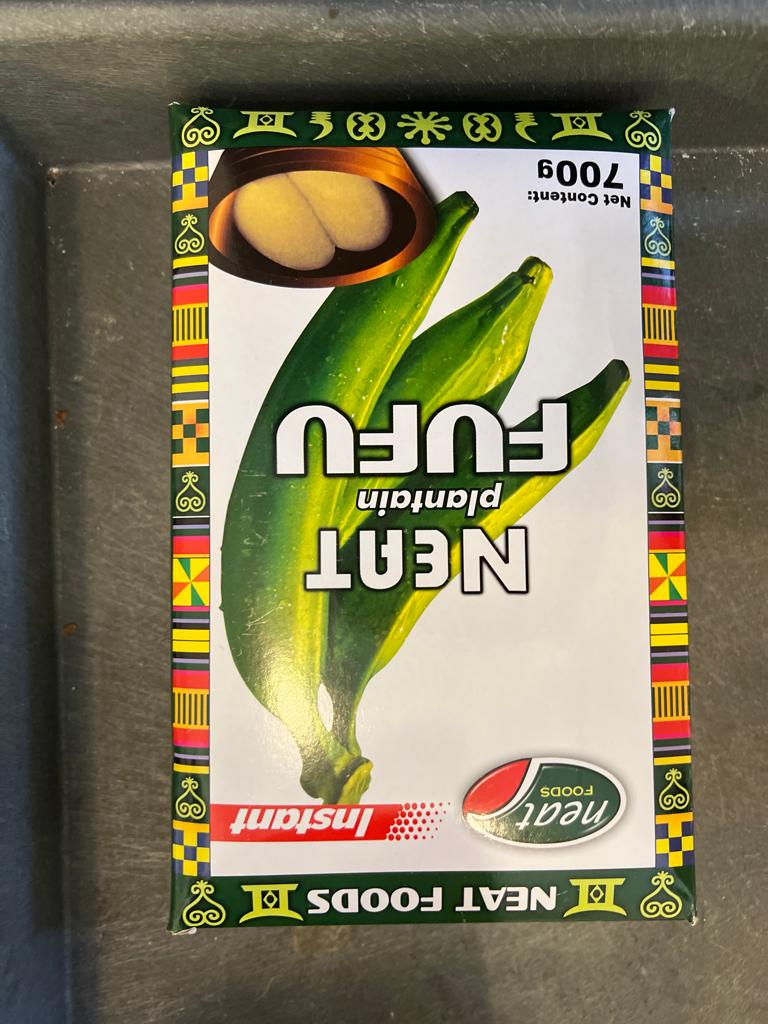 NEAT FOODS
neat
FOODS
Instant
NEAT
plantain
FUFU
Net Content:
700g